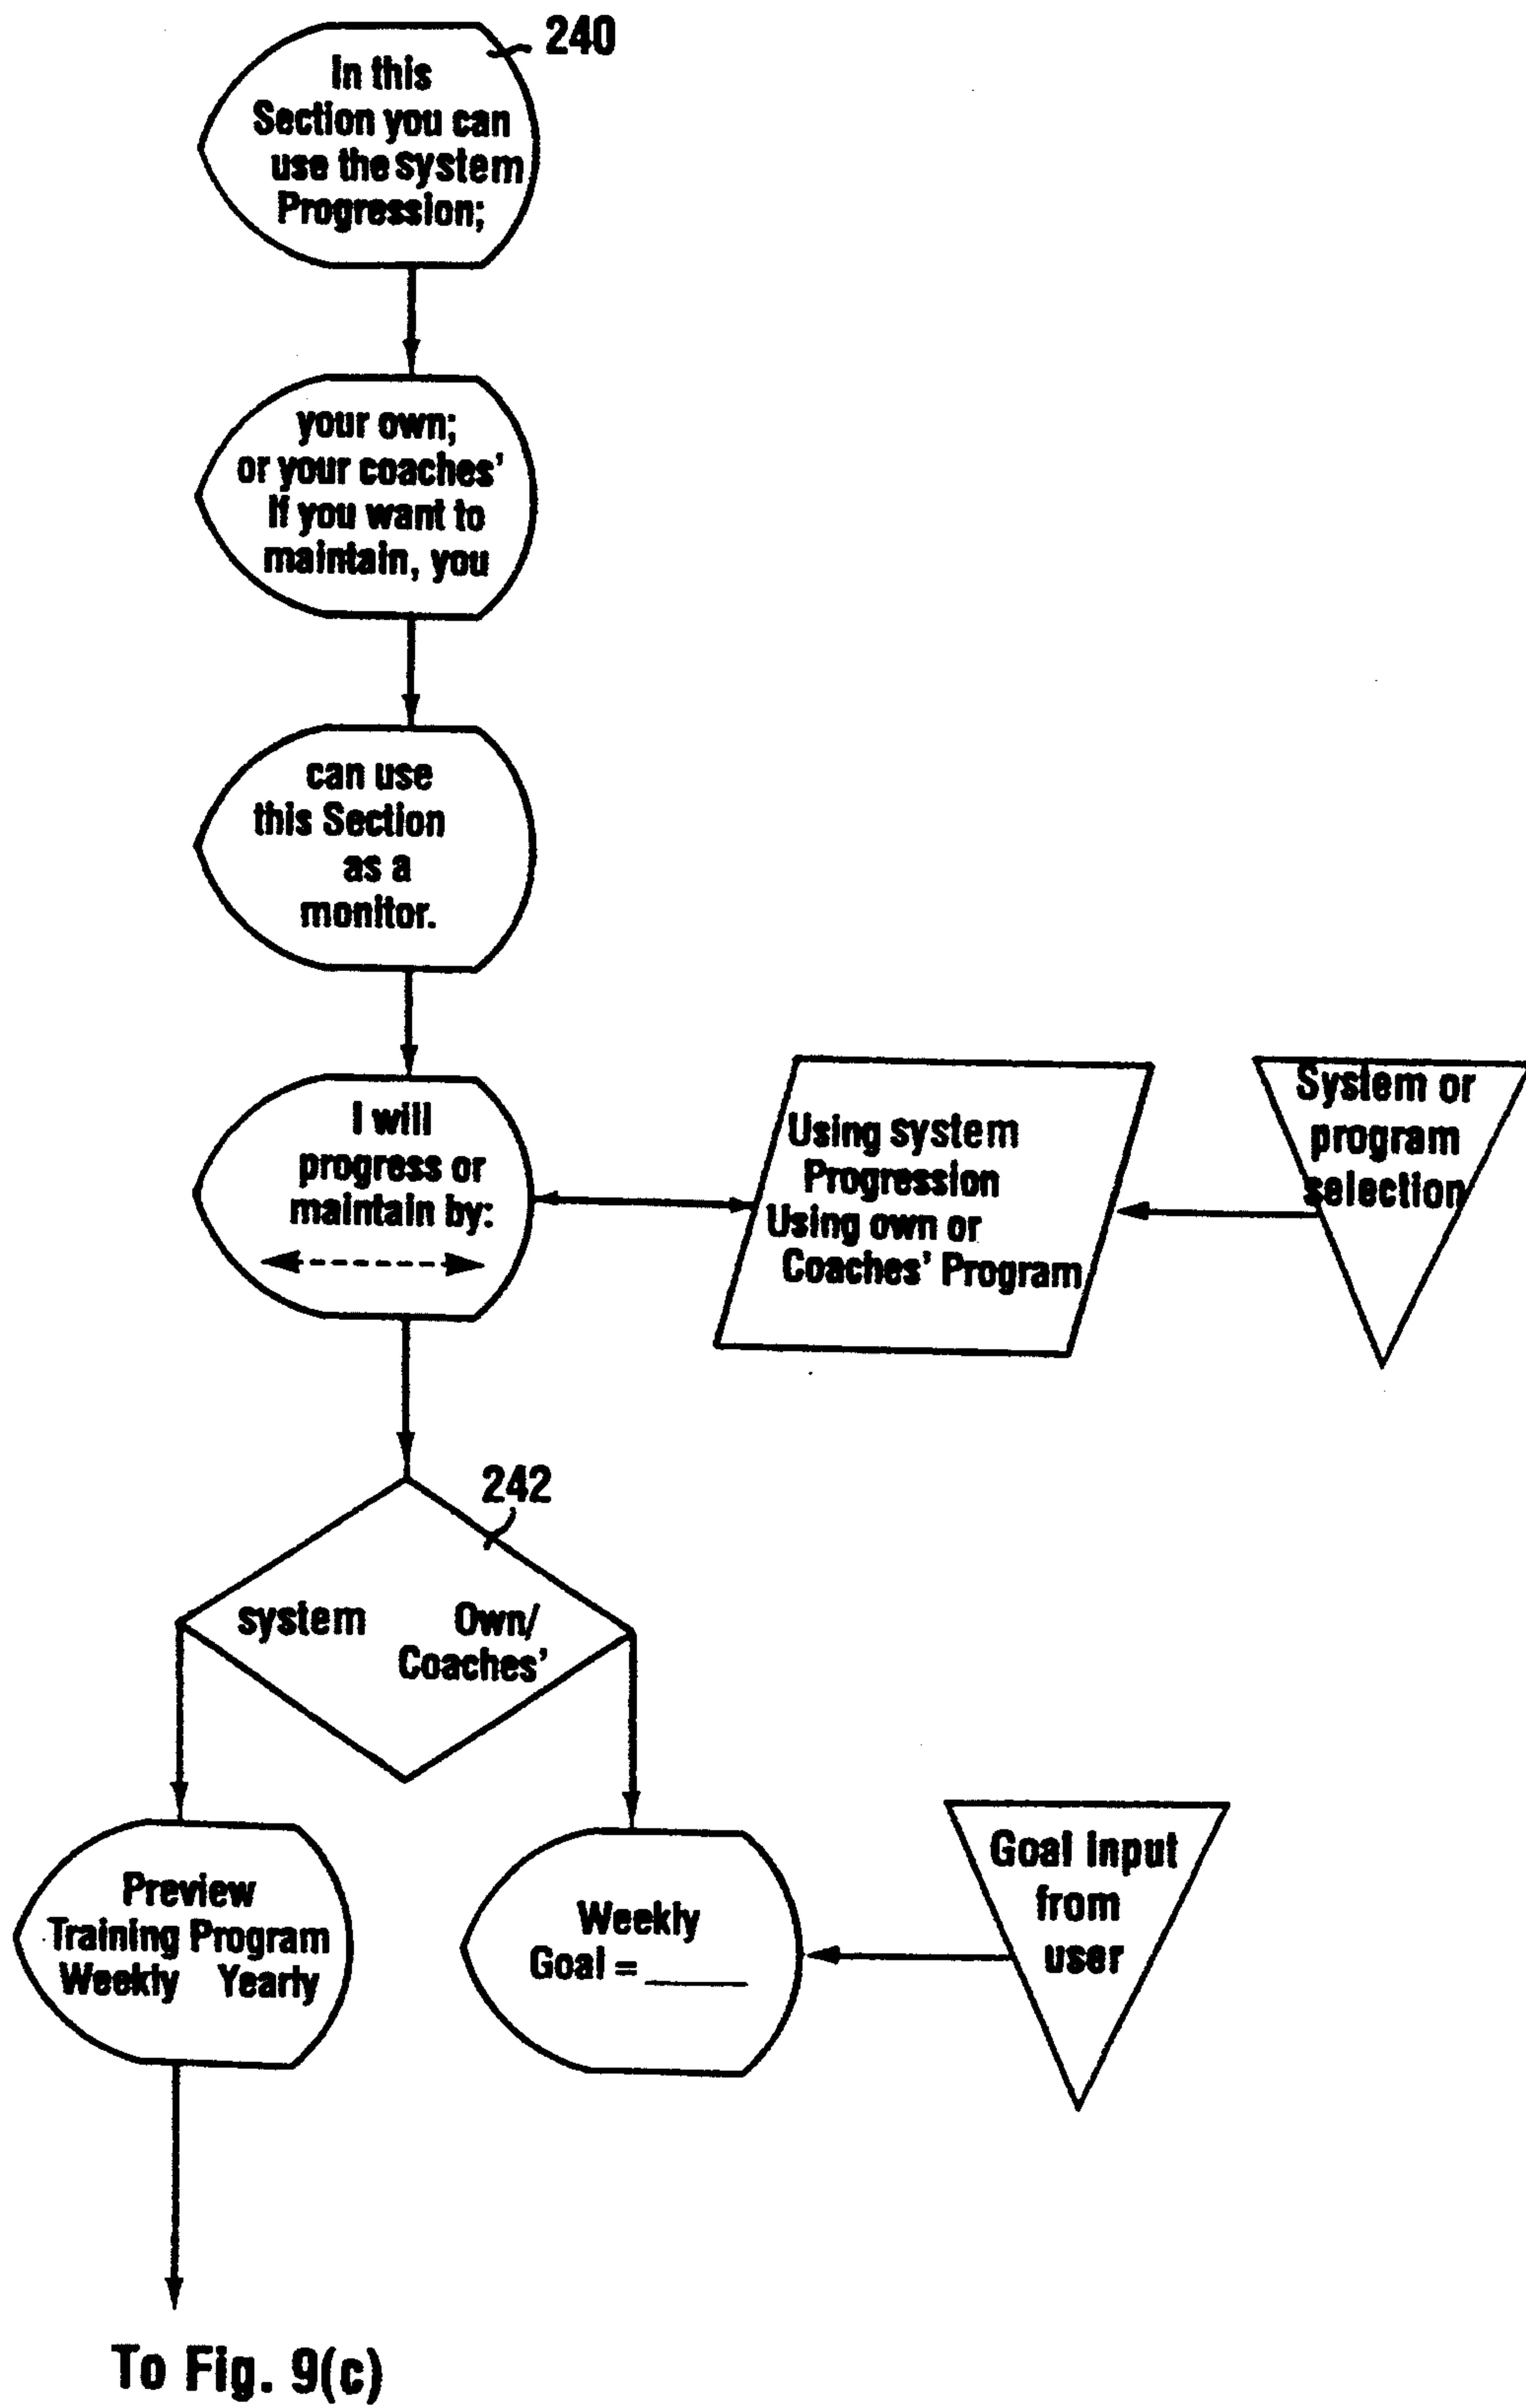 240
In this
Section you can
use the system
Progression;
your own;
or your coaches'
If you want to
maintain, you
can use
this Section
as a
monitor.
I will
progress or
maintain by:
Using system
Progression
Using own or
Coaches' Program
System or
program
selection
242
system Own/
Coaches'
Preview
Training Program
Weekly Yearly
Weekly
Goal = ______
Goal input
from
user
To Fig. 9(c)